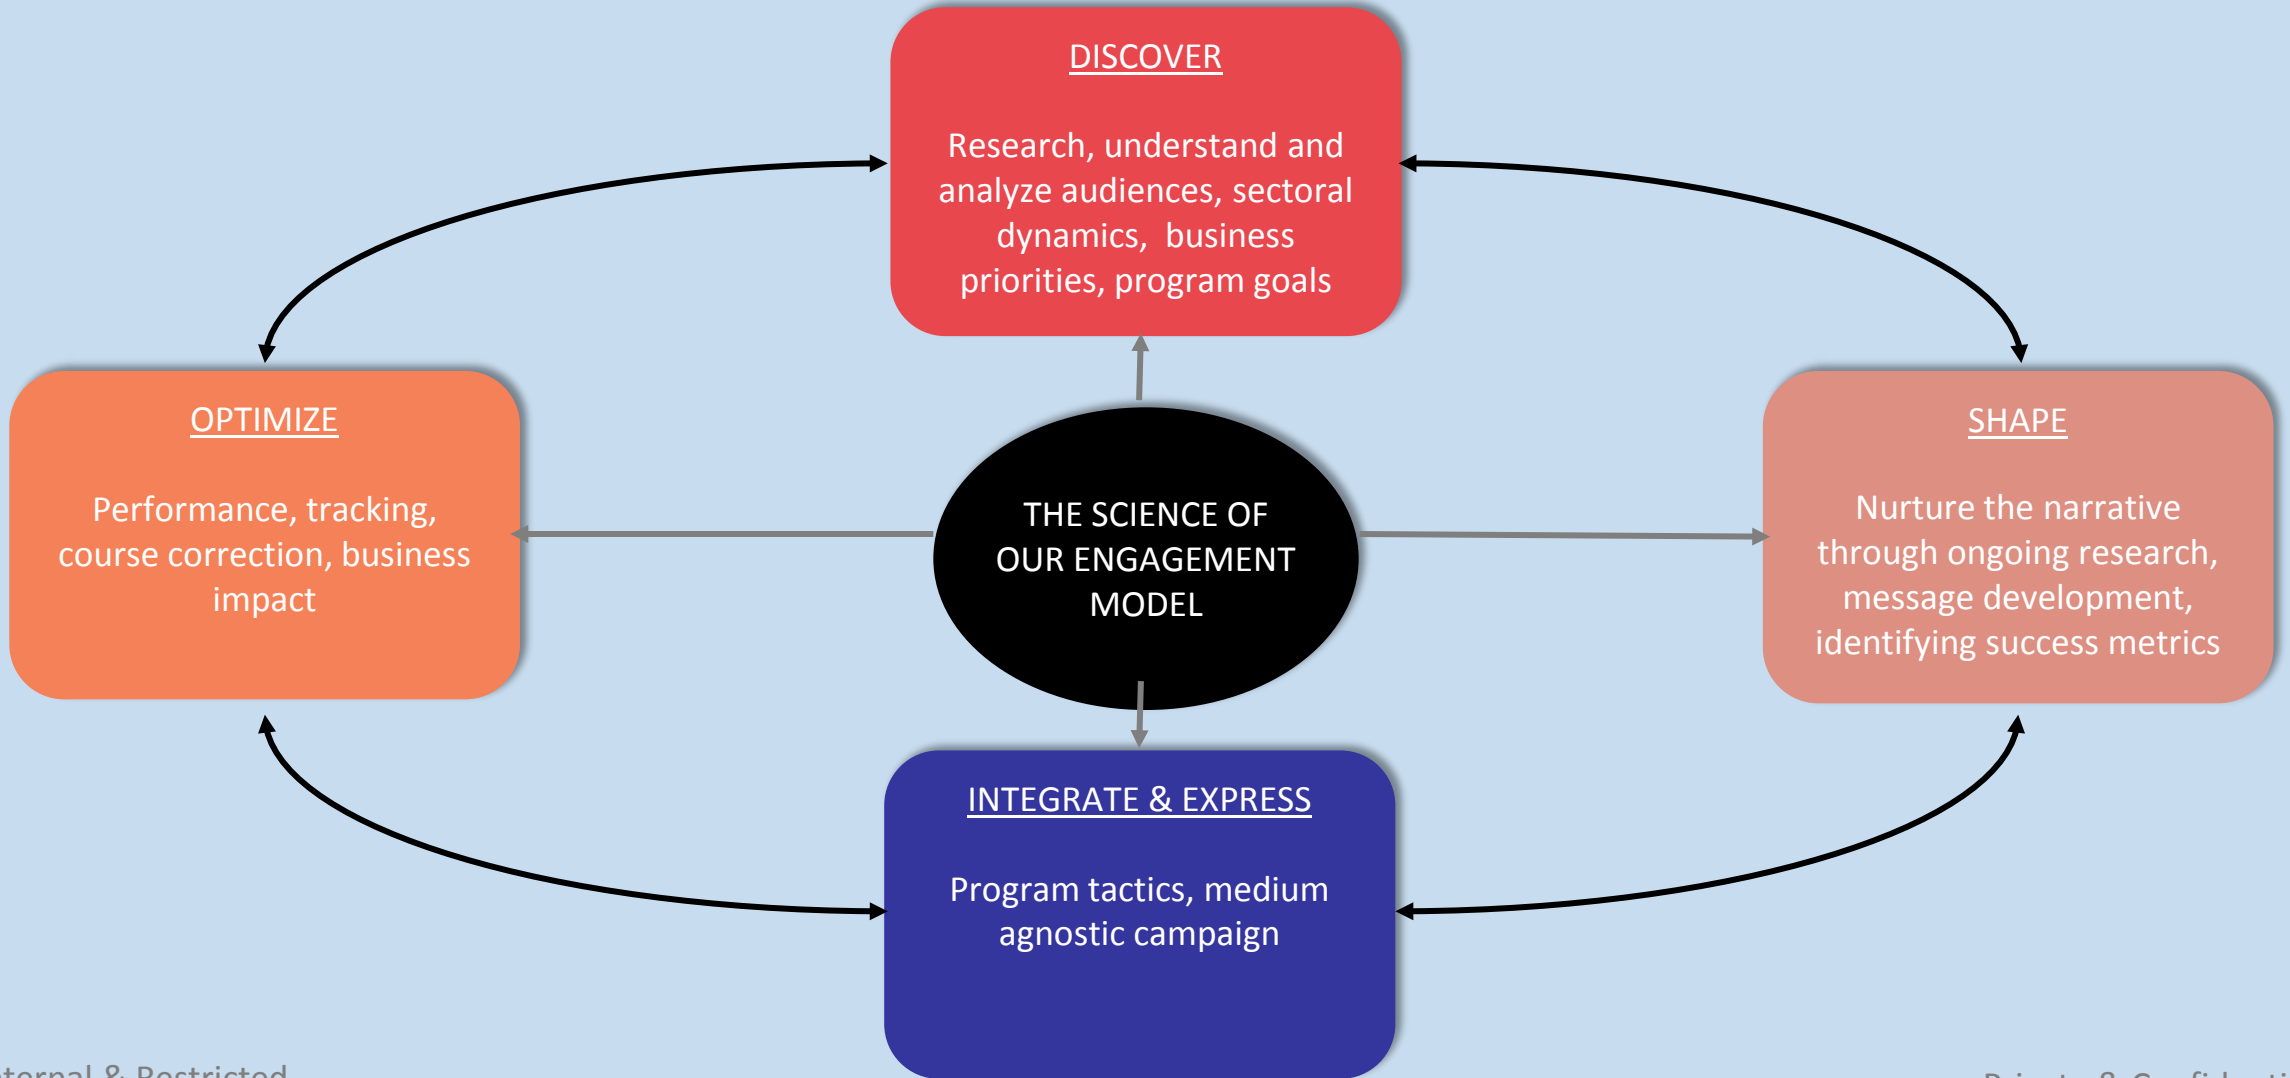 DISCOVER
Research, understand and
analyze audiences, sectoral
dynamics,  business
priorities, program goals
OPTIMIZE
Performance, tracking,
course correction, business
impact
THE SCIENCE OF
OUR ENGAGEMENT
MODEL
SHAPE
Nurture the narrative
through ongoing research,
message development,
identifying success metrics
INTEGRATE & EXPRESS
Program tactics, medium
agnostic campaign
& Restricted
Private &